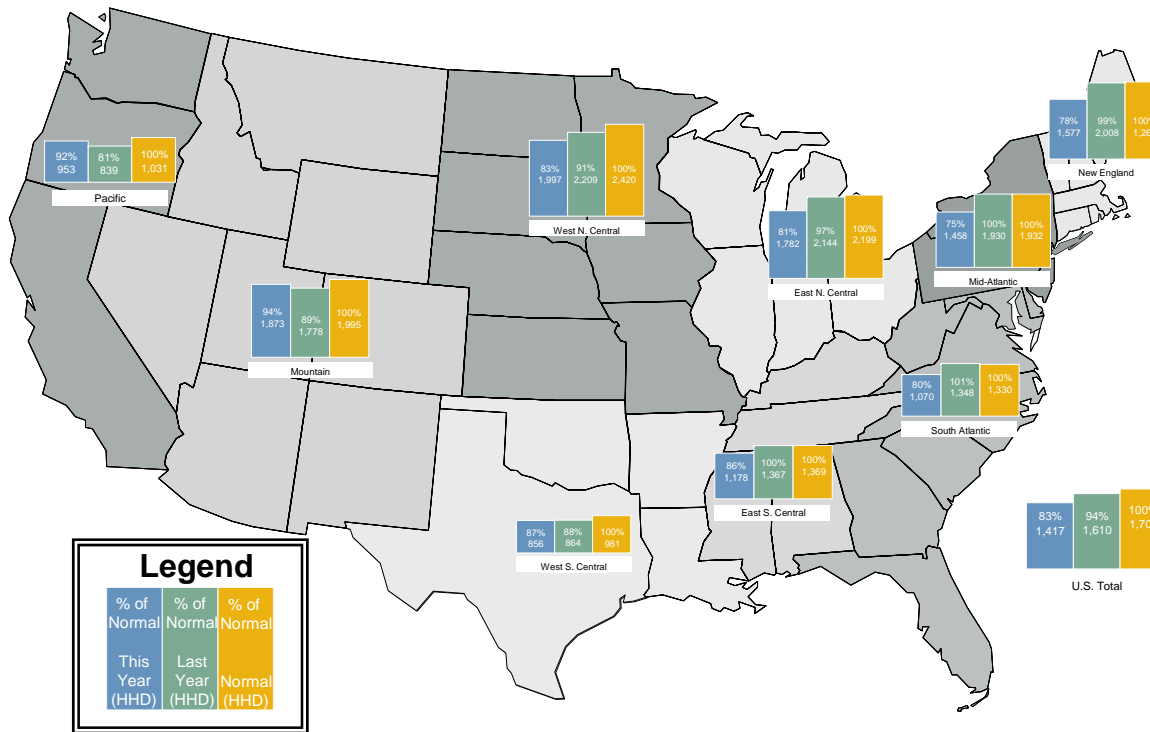 78%
1,577
99%
2,008
100%
New England
92%
953
81%
839
100%
1,031
Pacific
83%
1,997
91%
2,209
100%
2,420
West N. Central
81%
1,782
97%
2,144
100%
2,199
East N. Central
75%
1,458
100%
1,930
100%
1,932
Mid-Atlantic
94%
1,873
89%
1,778
100%
1,995
Mountain
80%
1,070
101%
1,348
100%
1,330
South Atlantic
86%
1,178
100%
1,367
100%
1,369
East S. Central
87%
856
88%
864
100%
981
West S. Central
83%
1,417
94%
1,610
100%
U.S. Total
Legend
% of
Normal
This
Year
(HHD)
% of
Normal
Last
Year
(HHD)
% of
Normal
Normal
(HHD)